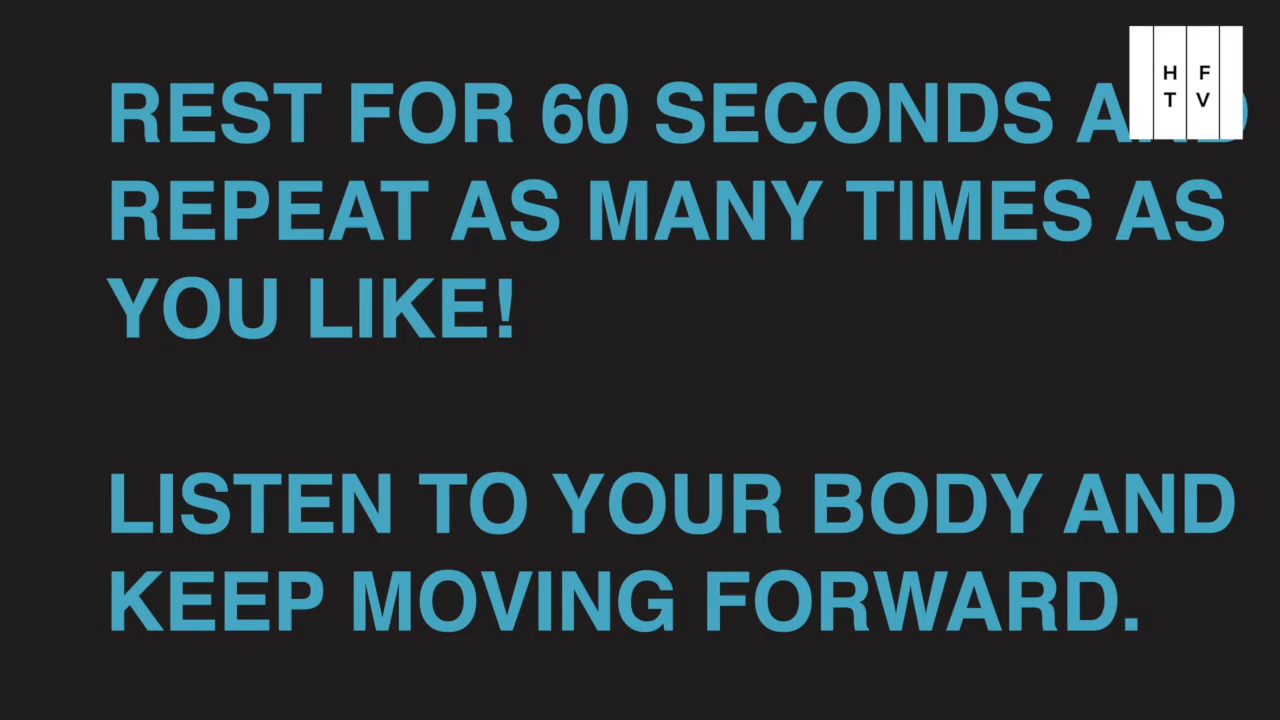 REST FOR 60 SECONDS AND
REPEAT AS MANY TIMES AS
YOU LIKE!
LISTEN TO YOUR BODY AND
KEEP MOVING FORWARD.
H F
T V